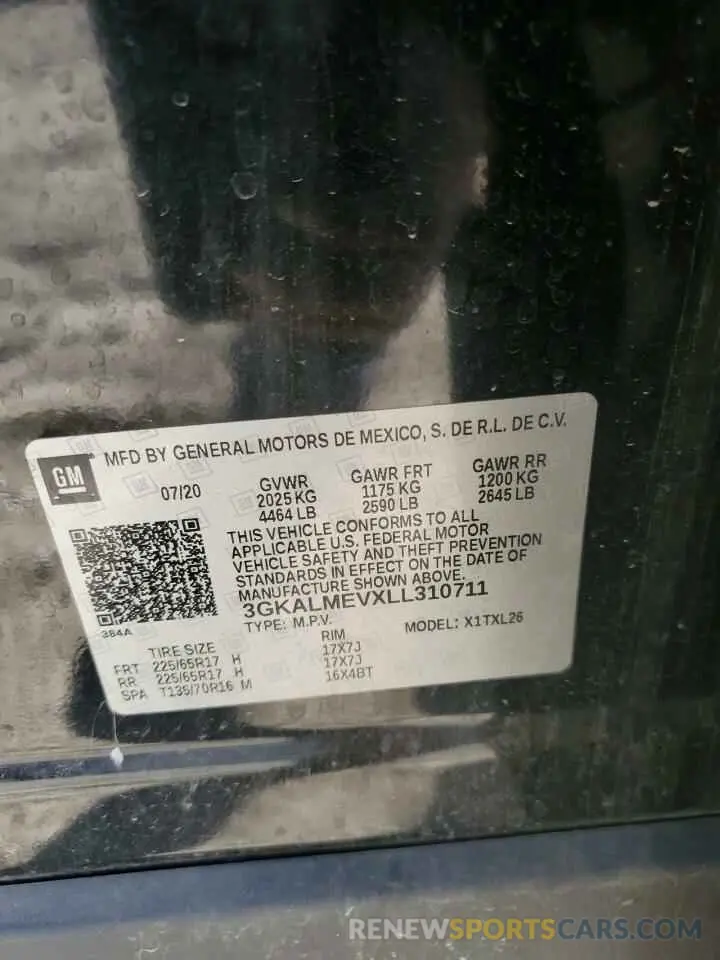 GM
MFD BY GENERAL MOTORS DE MEXICO, S. DE R.L. DE C.V.
07/20 GVWR GAWR FRT GAWR RR
2025 KG 1175 KG 1200 KG
4464 LB 2590 LB 2645 LB
THIS VEHICLE CONFORMS TO ALL
APPLICABLE U.S. FEDERAL MOTOR
VEHICLE SAFETY AND THEFT PREVENTION
STANDARDS IN EFFECT ON THE DATE OF
MANUFACTURE SHOWN ABOVE.
3GKALMEVXLL310711
384A
TYPE: M.P.V. MODEL: X1TXL26
TIRE SIZE RIM
FRT 225/65R17 H 17X7J
RR 225/65R17 H 17X7J
SPA T135/70R16 M 16X4BT
RENEWSPORTSCARS.COM